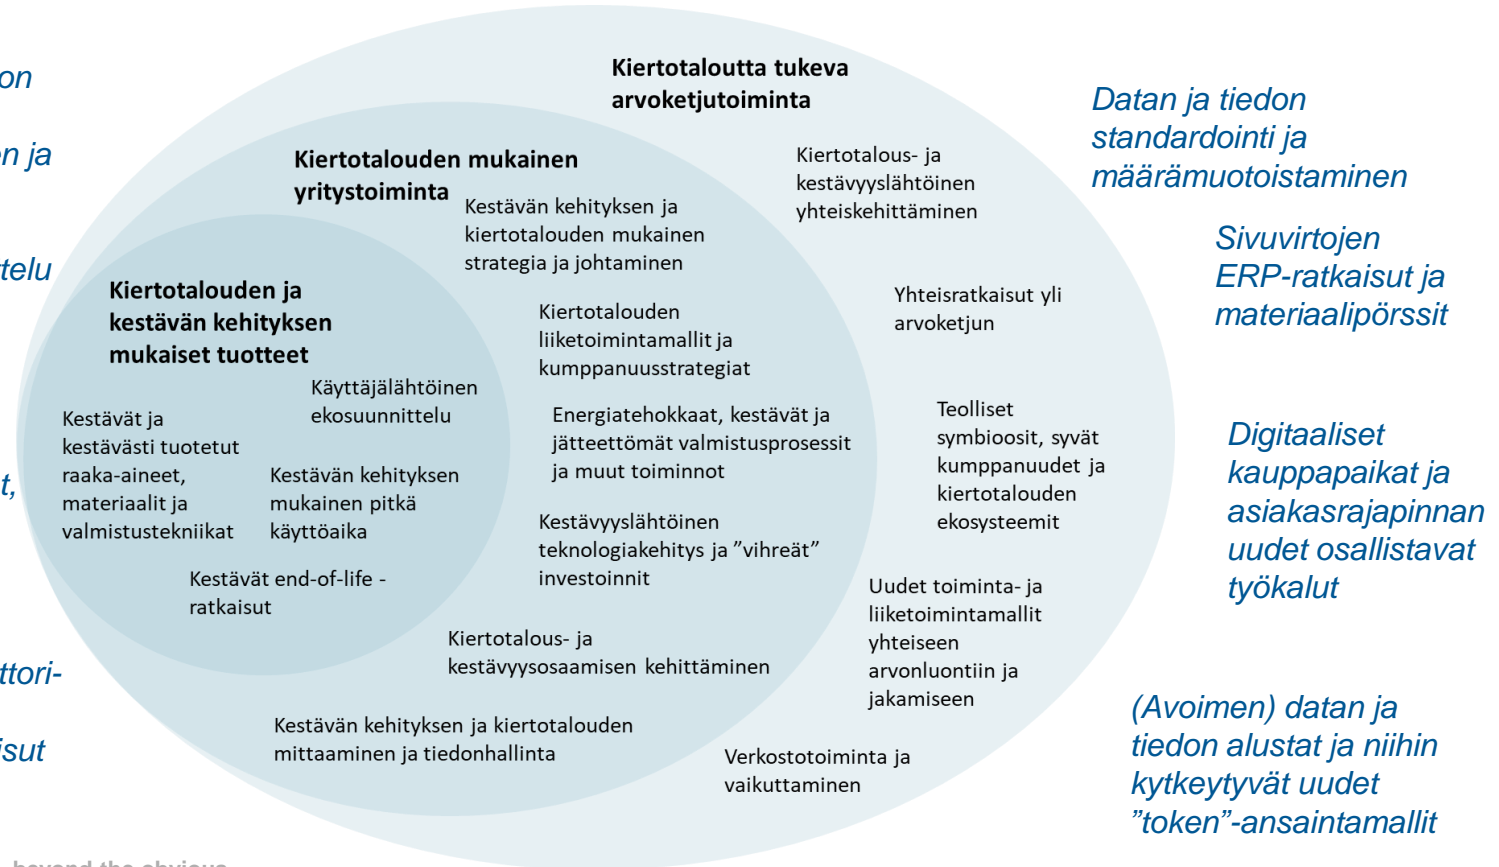 on
n ja
telu
t,
ttori-
isut
Kiertotaloutta tukeva
arvoketjutoiminta
Kiertotalous- ja
kestävyyslähtöinen
yhteiskehittäminen
Yhteisratkaisut yli
arvoketjun
Teolliset
symbioosit, syvät
kumppanuudet ja
kiertotalouden
ekosysteemit
Uudet toiminta- ja
liiketoimintamallit
yhteiseen
arvonluontiin ja
jakamiseen
Verkostotoiminta ja
vaikuttaminen
Kiertotalouden mukainen
yritystoiminta
Kestävän kehityksen ja
kiertotalouden mukainen
strategia ja johtaminen
Kiertotalouden
liiketoimintamallit ja
kumppanuusstrategiat
Energiatehokkaat, kestävät ja
jätteettömät valmistusprosessit
ja muut toiminnot
Kestävyyslähtöinen
teknologiakehitys ja ”vihreät”
investoinnit
Kiertotalous- ja
kestävyysosaamisen kehittäminen
Kestävän kehityksen ja kiertotalouden
mittaaminen ja tiedonhallinta
Kiertotalouden ja
kestävän kehityksen
mukaiset tuotteet
Käyttäjälähtöinen
ekosuunnittelu
Kestävät ja
kestävästi tuotetut
raaka-aineet,
materiaalit ja
valmistustekniikat
Kestävän kehityksen
mukainen pitkä
käyttöaika
Kestävät end-of-life -
ratkaisut
Datan ja tiedon
standardointi ja
määrämuotoistaminen
Sivuvirtojen
ERP-ratkaisut ja
materiaalipörssit
Digitaaliset
kauppapaikat ja
asiakasrajapinnan
uudet osallistavat
työkalut
(Avoimen) datan ja
tiedon alustat ja niihin
kytkeytyvät uudet
”token”-ansaintamallit
beyond the obvious